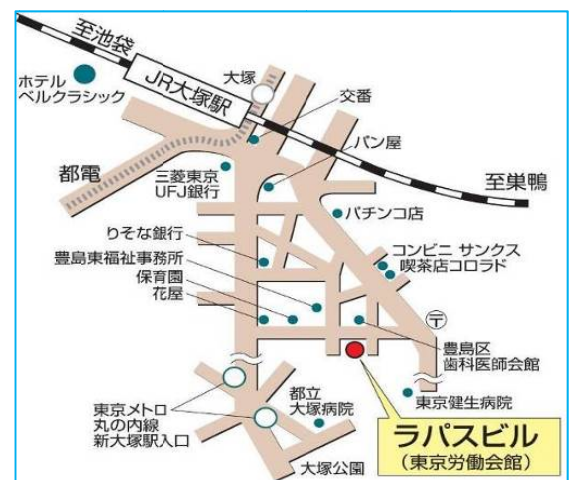 至池袋
ホテル
ベルクラシック
JR大塚駅
大塚
交番
パン屋
都電
三菱東京
UFJ銀行
至巣鴨
パチンコ店
りそな銀行
豊島東福祉事務所
保育園
花屋
コンビニ サンクス
喫茶店コロラド
〒
豊島区
歯科医師会館
東京メトロ
丸の内線
新大塚駅入口
都立
大塚病院
東京健生病院
大塚公園
ラパスビル
(東京労働会館)